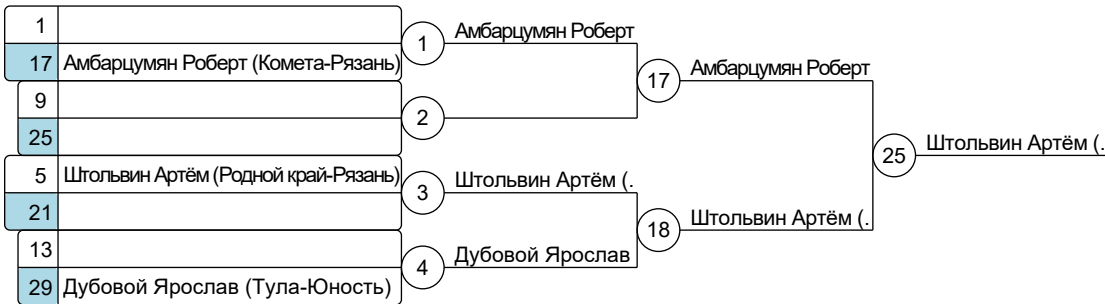 1
17 Амбарцумян Роберт (Комета-Рязань)
1
Амбарцумян Роберт
9
25
2
17
Амбарцумян Роберт
5 Штольвин Артём (Родной край-Рязань)
21
3
Штольвин Артём (.
13
29 Дубовой Ярослав (Тула-Юность)
4
Дубовой Ярослав
18
Штольвин Артём (.
25
Штольвин Артём (.